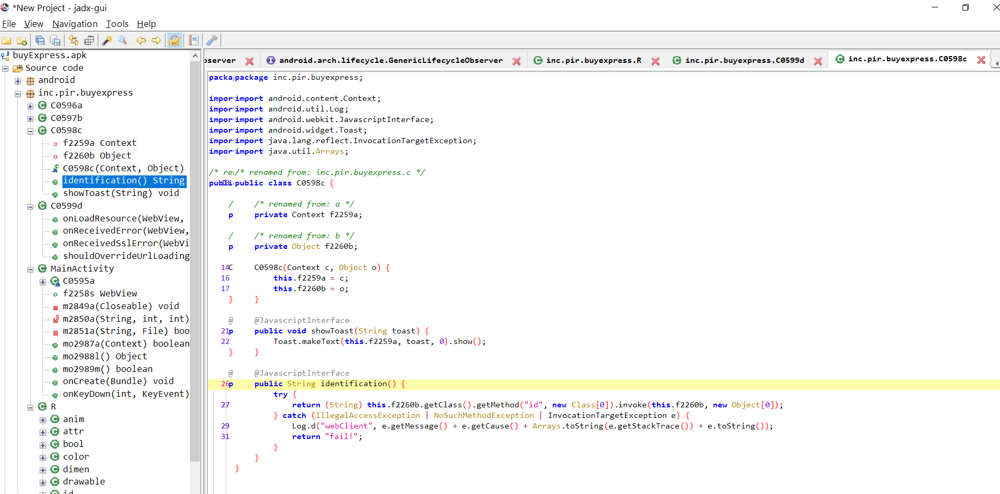 *New Project - jadx-gui
File View Navigation Tools Help
buyExpress.apk
Source code
android
inc.pir.buyexpress
C0596a
C0597b
C0598c
f2259a Context
f2260b Object
C0598c(Context, Object)
identification() String
showToast(String) void
C0599d
onLoadResource(WebView,
onReceivedError(WebView,
onReceivedSslError(WebVi
shouldOverrideUrlLoading
MainActivity
C0595a
f2258s WebView
m2849a(Closeable) void
m2850a(String, int, int)
m2851a(String, File) boo
mo2987a(Context) boolean
mo2988l() Object
mo2989m() boolean
onCreate(Bundle) void
onKeyDown(int, KeyEvent)
R
anim
attr
bool
color
dimen
drawable
id
bserver android.arch.lifecycle.GenericLifecycleObserver inc.pir.buyexpress.R inc.pir.buyexpress.C0599d inc.pir.buyexpress.C0598c
packa package inc.pir.buyexpress;
impor import android.content.Context;
impor import android.util.Log;
impor import android.webkit.JavascriptInterface;
impor import android.widget.Toast;
impor import java.lang.reflect.InvocationTargetException;
impor import java.util.Arrays;
/* re /* renamed from: inc.pir.buyexpress.c */
publi 13 public class C0598c {
/ /* renamed from: a */
p private Context f2259a;
/ /* renamed from: b */
p private Object f2260b;
14 C C0598c(Context c, Object o) {
16 this.f2259a = c;
17 this.f2260b = o;
} }
@ @JavascriptInterface
21 p public void showToast(String toast) {
22 Toast.makeText(this.f2259a, toast, 0).show();
} }
@ @JavascriptInterface
26 p public String identification() {
try {
27 return (String) this.f2260b.getClass().getMethod("id", new Class[0]).invoke(this.f2260b, new Object[0]);
} catch (IllegalAccessException | NoSuchMethodException | InvocationTargetException e) {
29 Log.d("webClient", e.getMessage() + e.getCause() + Arrays.toString(e.getStackTrace()) + e.toString());
31 return "fail!";
}
}
}